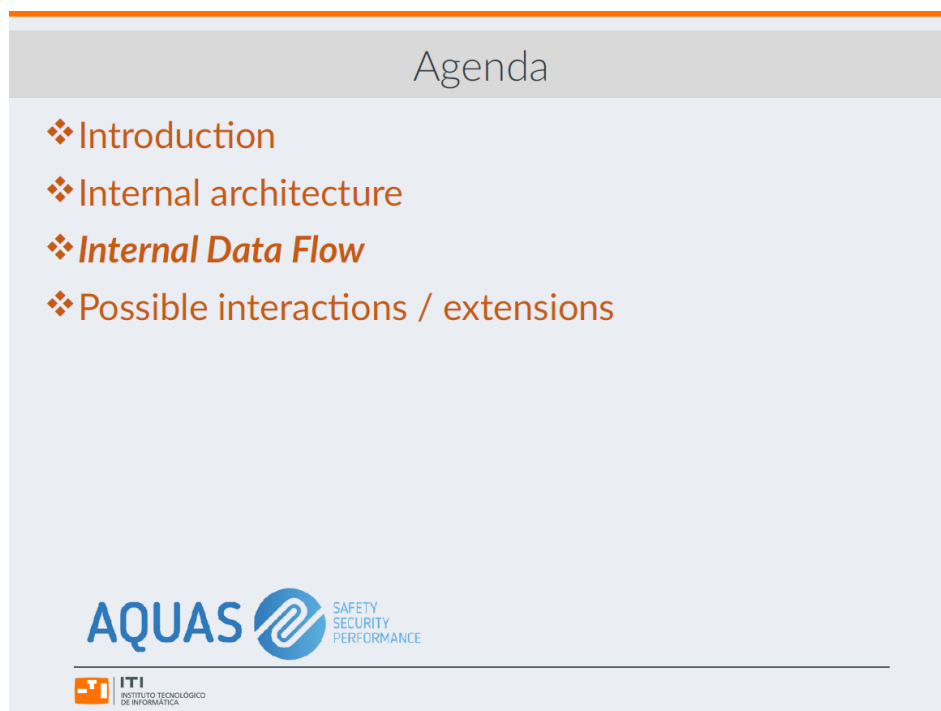 Agenda
❖Introduction
❖Internal architecture
❖Internal Data Flow
❖Possible interactions / extensions
AQUAS
SAFETY
SECURITY
PERFORMANCE
ITI
INSTITUTO TECNOLÓGICO
DE INFORMÁTICA